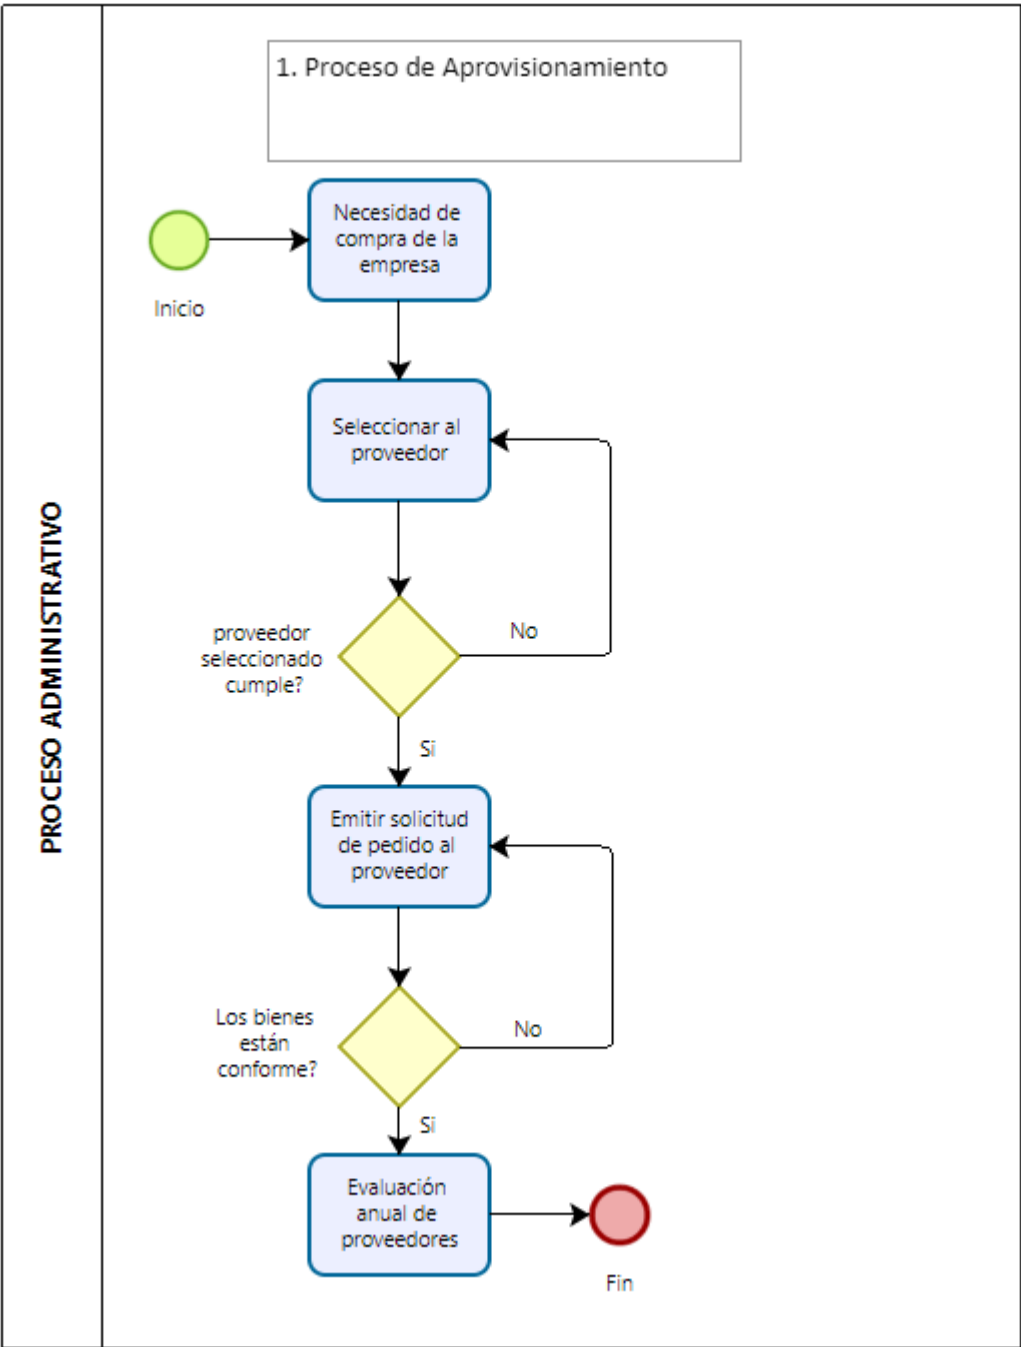 PROCESO ADMINISTRATIVO
1. Proceso de Aprovisionamiento
Inicio
Necesidad de
compra de la
empresa
Seleccionar al
proveedor
proveedor
seleccionado
cumple?
No
Si
Emitir solicitud
de pedido al
proveedor
Los bienes
están
conforme?
No
Si
Evaluación
anual de
proveedores
Fin